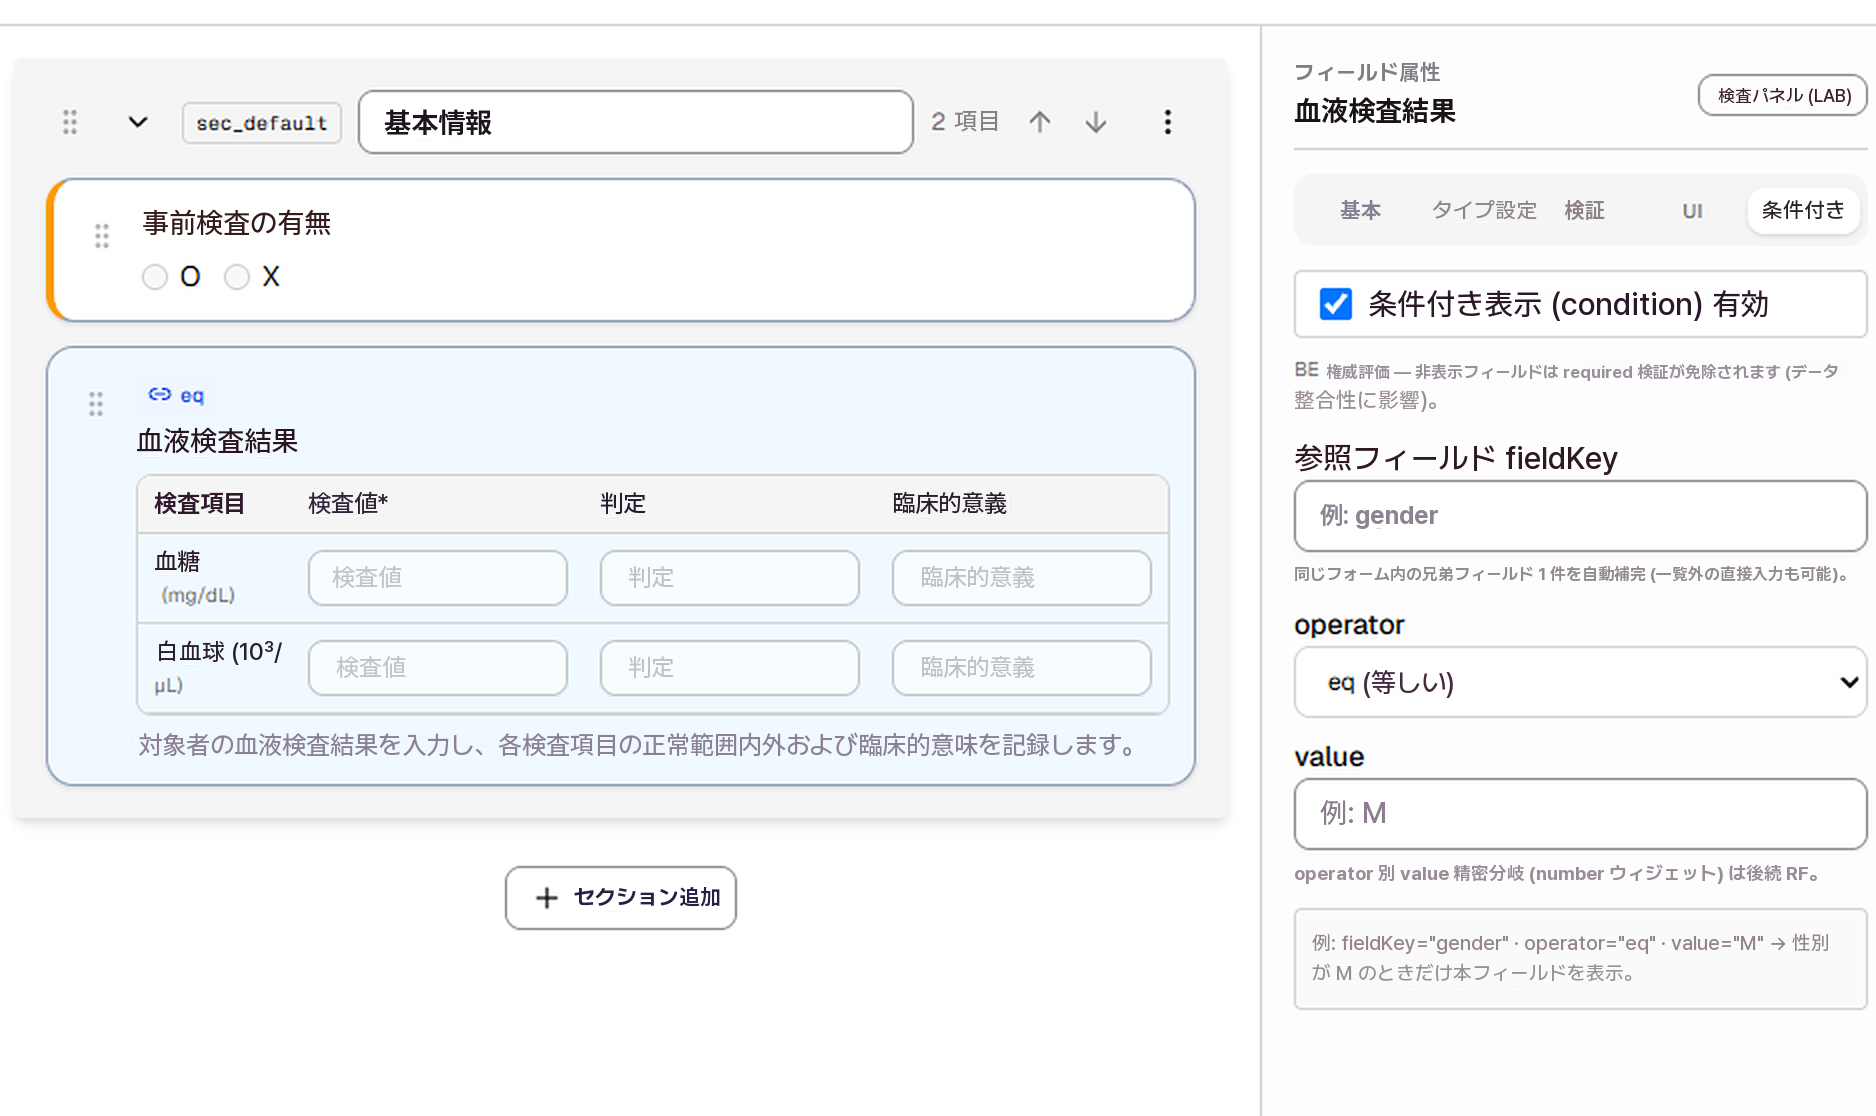 sec_default 基本情報 2 項目
事前検査の有無
O X
eq
血液検査結果
検査項目 検査値* 判定 臨床的意義
血糖 検査値 判定 臨床的意義
(mg/dL)
白血球 (10³/ 検査値 判定 臨床的意義
μL)
対象者の血液検査結果を入力し、各検査項目の正常範囲内外および臨床的意味を記録します。
セクション追加
フィールド属性
血液検査結果
検査パネル (LAB)
基本 タイプ設定 検証 UI 条件付き
条件付き表示 (condition) 有効
BE 権威評価 — 非表示フィールドは required 検証が免除されます (データ
整合性に影響)。
参照フィールド fieldKey
例: gender
同じフォーム内の兄弟フィールド 1 件を自動補完 (一覧外の直接入力も可能)。
operator
eq (等しい)
value
例: M
operator 別 value 精密分岐 (number ウィジェット) は後続 RF。
例: fieldKey="gender" · operator="eq" · value="M" → 性別
が M のときだけ本フィールドを表示。